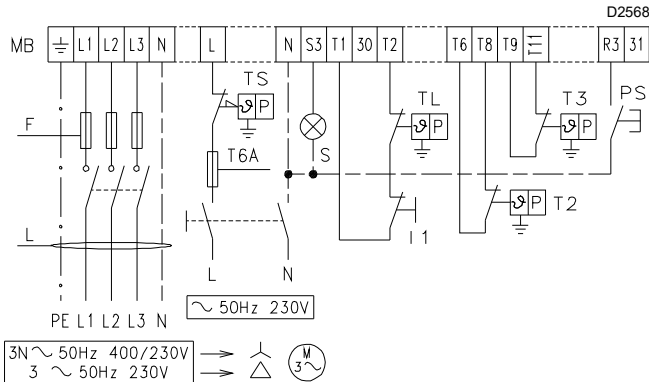 D2568
MB L1 L2 L3 N L N S3 T1 30 T2 T6 T8 T9 R3 31
TS
ϑ P
T6A
F
S
TL
ϑ P
T3
ϑ P
PS
T2
ϑ P
I1
L
L N
~ 50Hz 230V
PE L1 L2 L3 N
3N ~ 50Hz 400/230V
3 ~ 50Hz 230V
M
3~